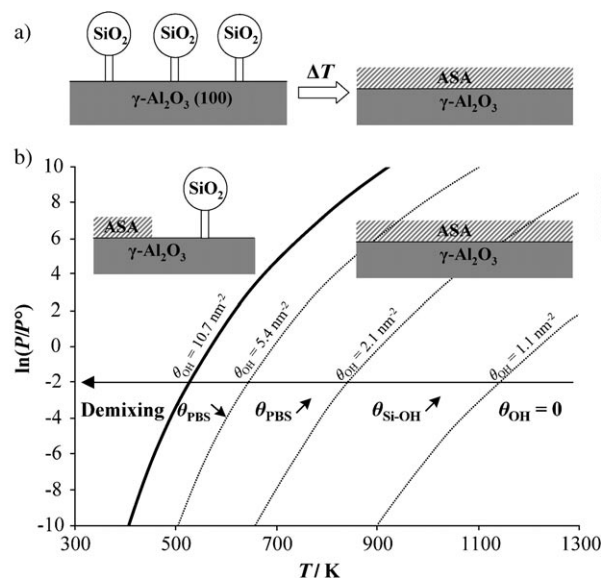 a)
SiO2 SiO2 SiO2
γ-Al2O3 (100)
ΔT
ASA
γ-Al2O3
b)
ln(P/P°)
10
8
6
4
2
0
-2
-4
-6
-8
-10
SiO2
ASA
γ-Al2O3
ASA
γ-Al2O3
θOH = 10.7 nm-2
θOH = 5.4 nm-2
θOH = 2.1 nm-2
θOH = 1.1 nm-2
Demixing θPBS ↘ θPBS ↗ θSi-OH ↗ θOH = 0
300 500 700 900 1100 1300
T / K